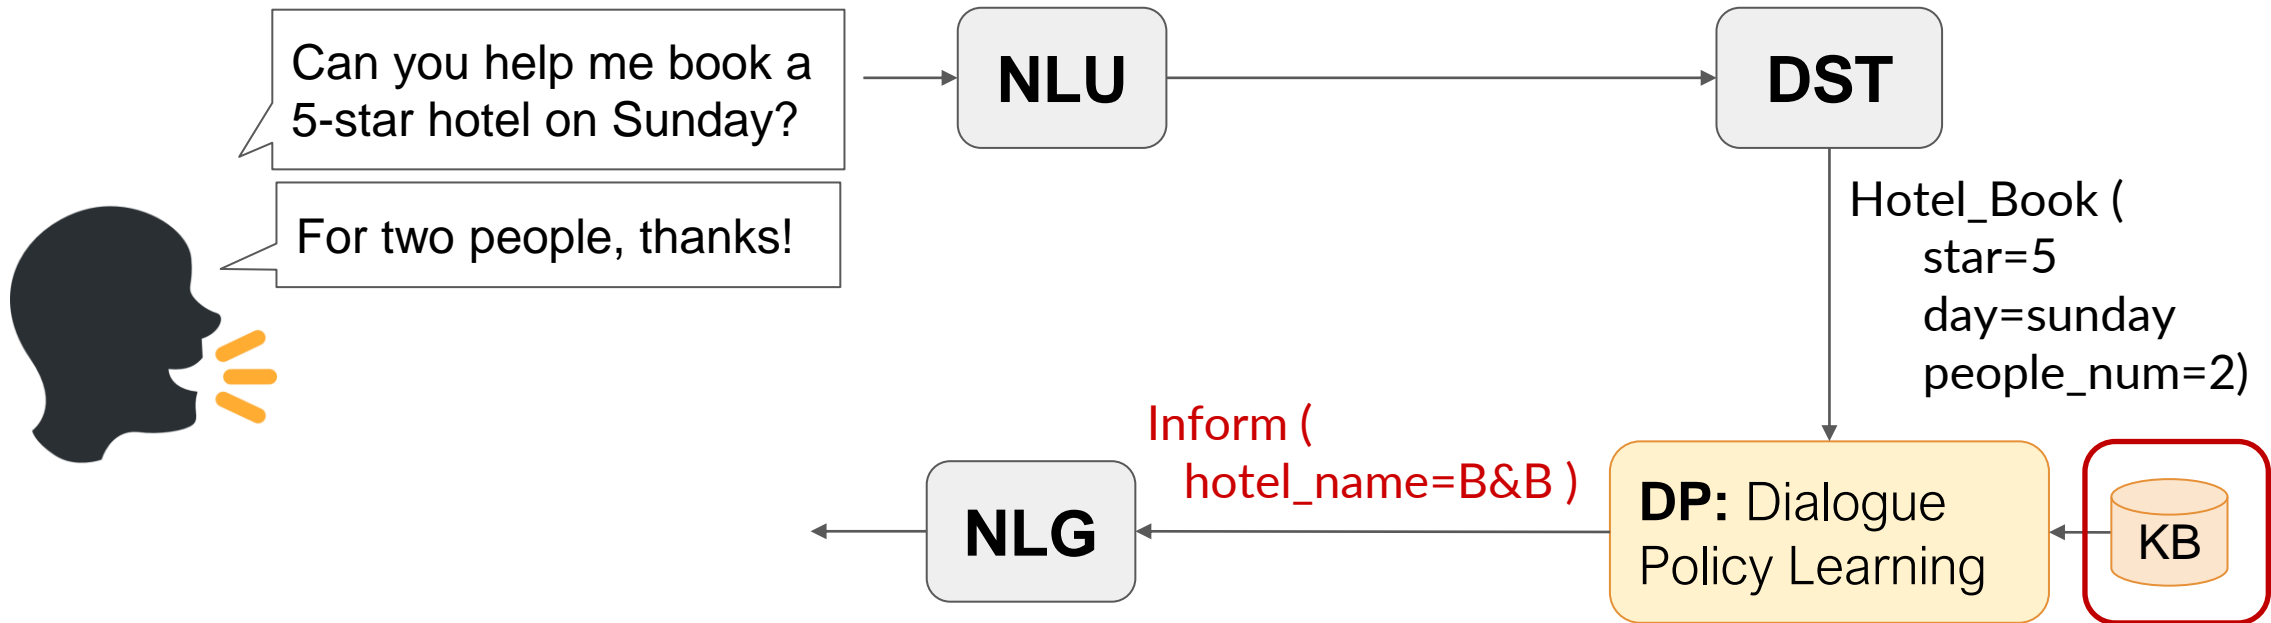 Can you help me book a
5-star hotel on Sunday?
For two people, thanks!
NLU
DST
Hotel_Book (
star=5
day=sunday
people_num=2)
Inform (
hotel_name=B&B )
NLG
DP: Dialogue
Policy Learning
KB